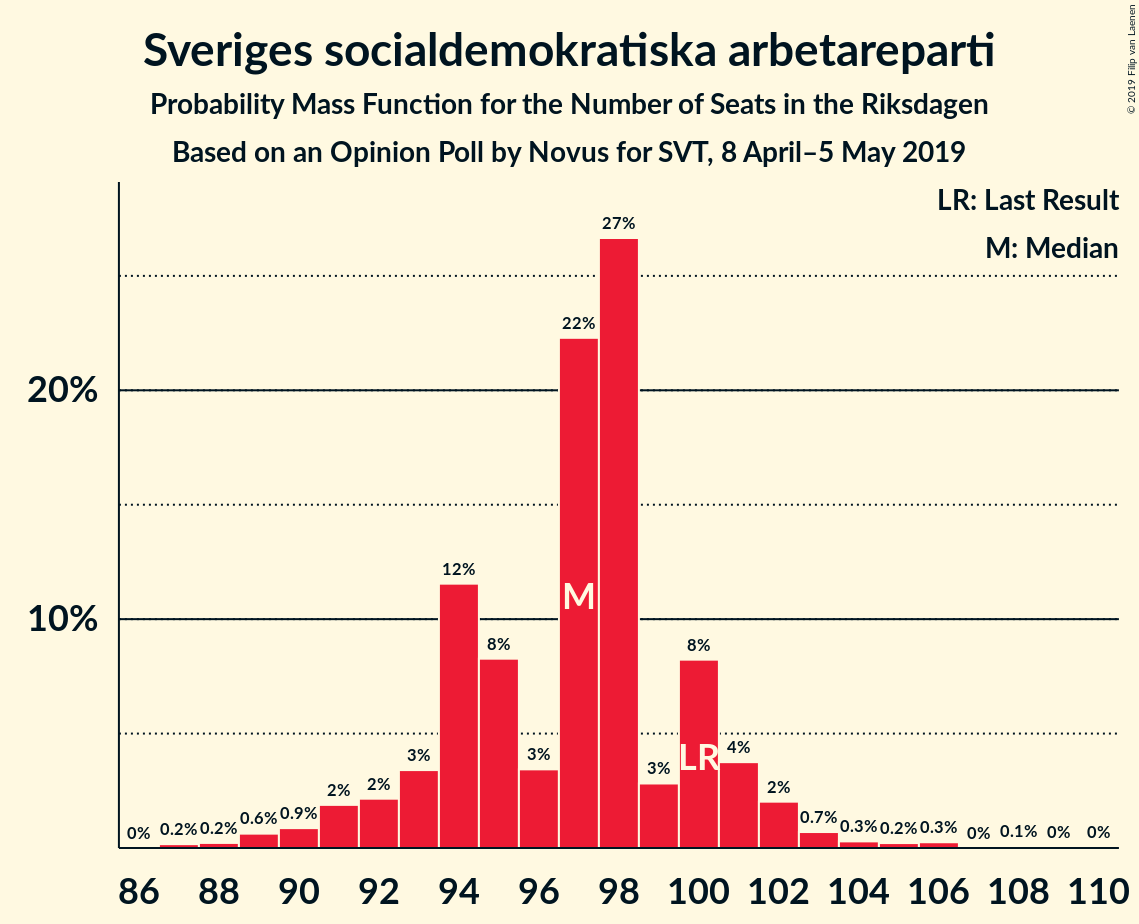 Sveriges socialdemokratiska arbetareparti
Probability Mass Function for the Number of Seats in the Riksdagen
Based on an Opinion Poll by Novus for SVT, 8 April–5 May 2019
© 2019 Filip van Laenen
LR: Last Result
M: Median
20%
10%
0% 0.2% 0.2% 0.6% 0.9% 2% 2% 3% 12% 8% 3% 22% 27% 3% 8% 4% 2% 0.7% 0.3% 0.2% 0.3% 0% 0.1% 0% 0%
M
LR
86 88 90 92 94 96 98 100 102 104 106 108 110